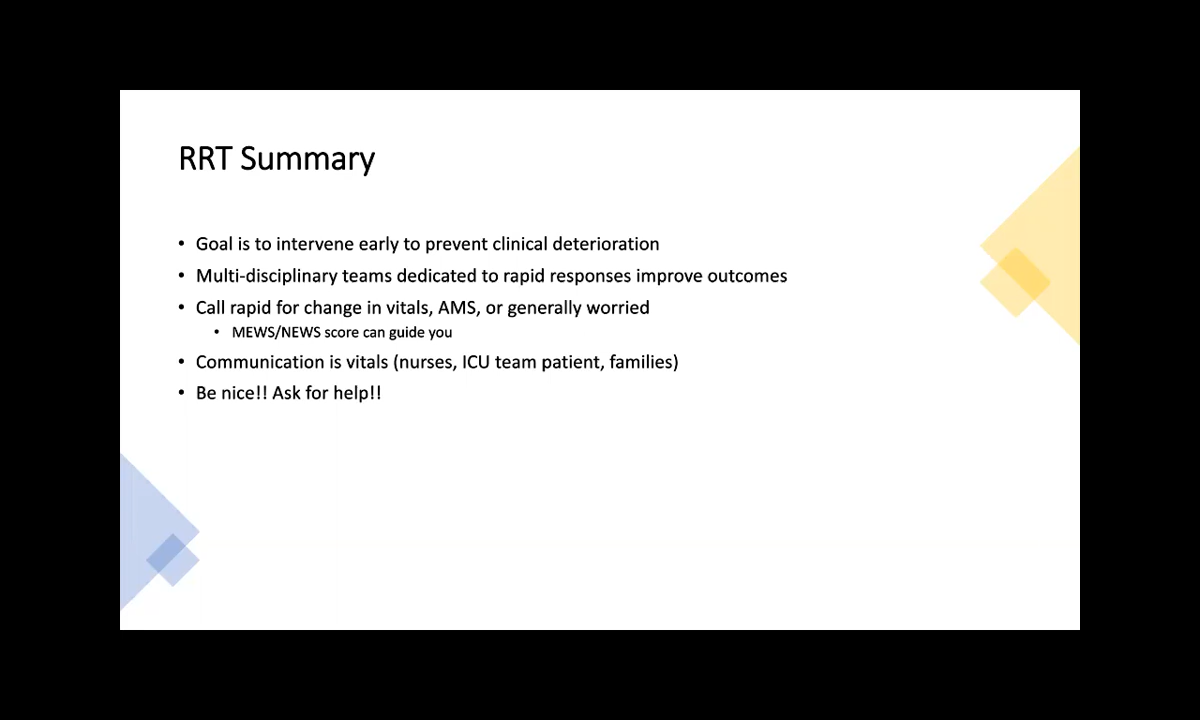 RRT Summary
• Goal is to intervene early to prevent clinical deterioration
• Multi-disciplinary teams dedicated to rapid responses improve outcomes
• Call rapid for change in vitals, AMS, or generally worried
• MEWS/NEWS score can guide you
• Communication is vitals (nurses, ICU team patient, families)
• Be nice!! Ask for help!!